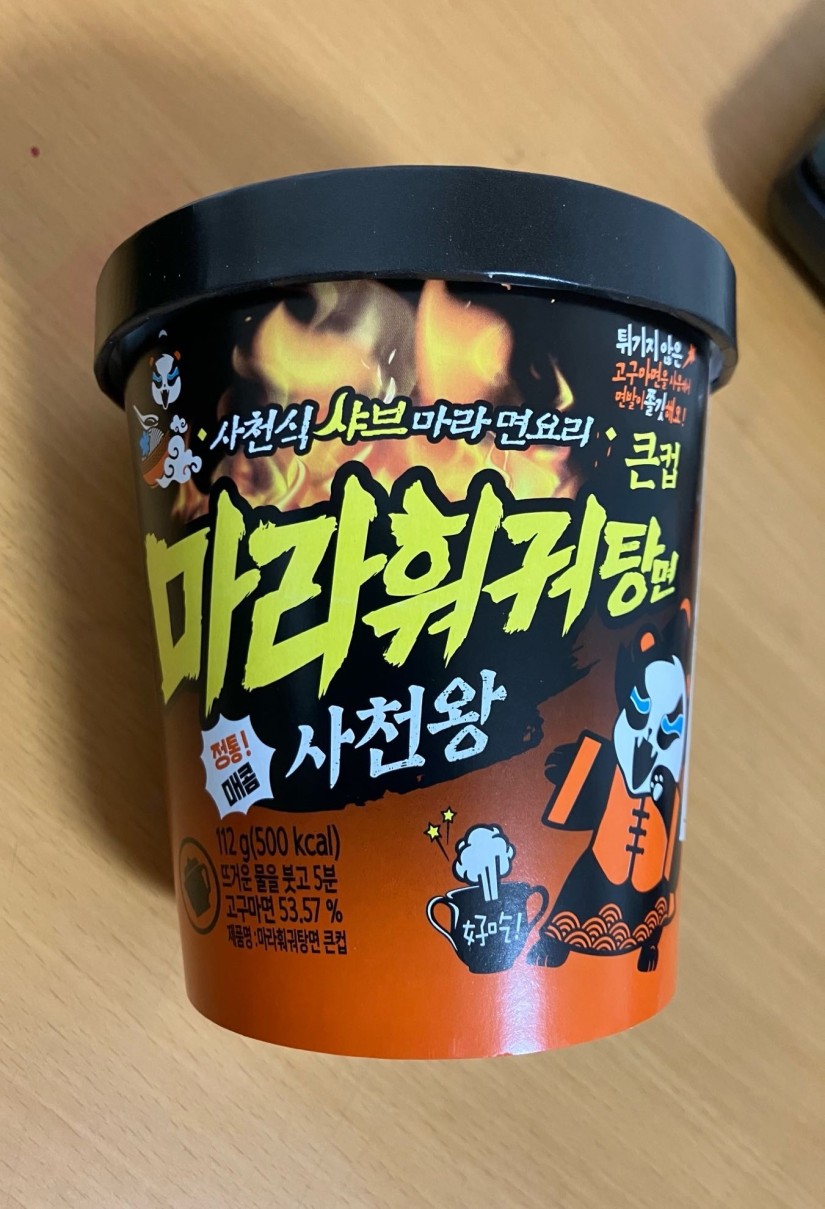 튀기지 않은
고구마면을 사용해서
면발이 쫄깃해요!
사천식 샤브 마라 면요리
큰컵
마라훠궈탕면
정통!
매콤
사천왕
112 g(500 kcal)
뜨거운 물을 붓고 5분
고구마면 53.57 %
제품명 : 마라훠궈탕면 큰컵
好吃!